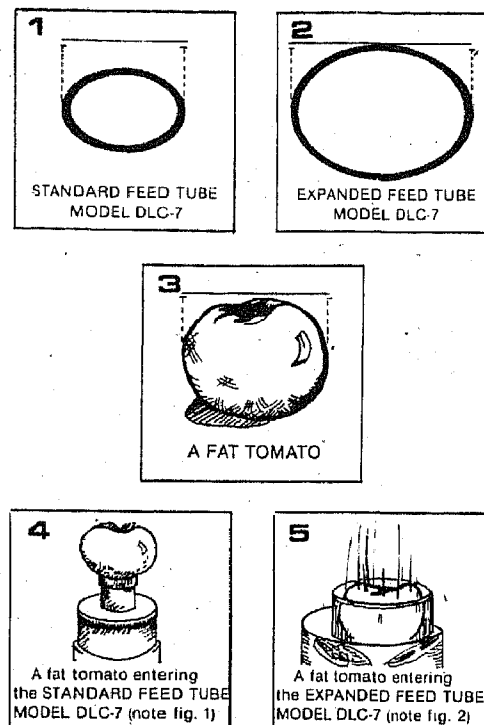 1
STANDARD FEED TUBE
MODEL DLC-7
2
EXPANDED FEED TUBE
MODEL DLC-7
3
A FAT TOMATO
4
A fat tomato entering
the STANDARD FEED TUBE
MODEL DLC-7 (note fig. 1)
5
A fat tomato entering
the EXPANDED FEED TUBE
MODEL DLC-7 (note fig. 2)